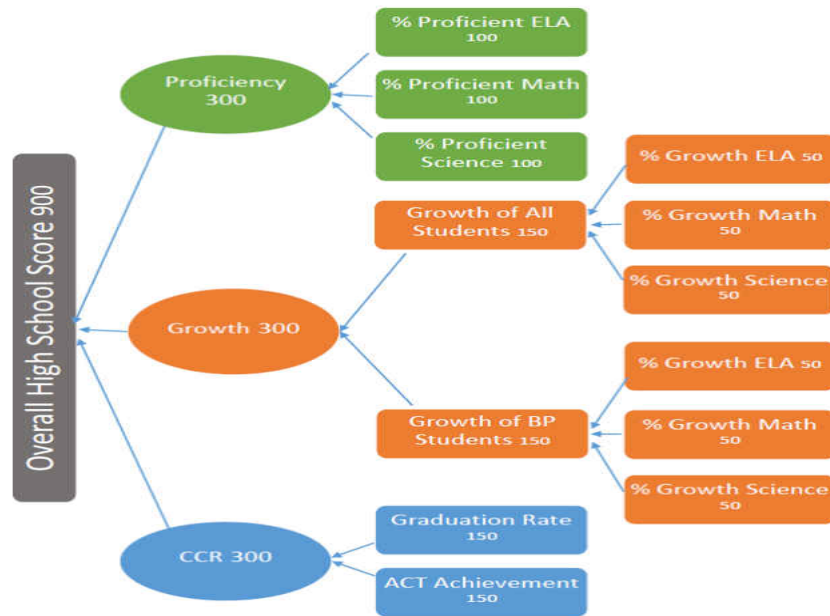 Overall High School Score 900
Proficiency
300
% Proficient ELA
100
% Proficient Math
100
% Proficient
Science 100
Growth 300
Growth of All
Students 150
% Growth ELA 50
% Growth Math
50
% Growth Science
50
Growth of BP
Students 150
% Growth ELA 50
% Growth Math
50
% Growth Science
50
CCR 300
Graduation Rate
150
ACT Achievement
150